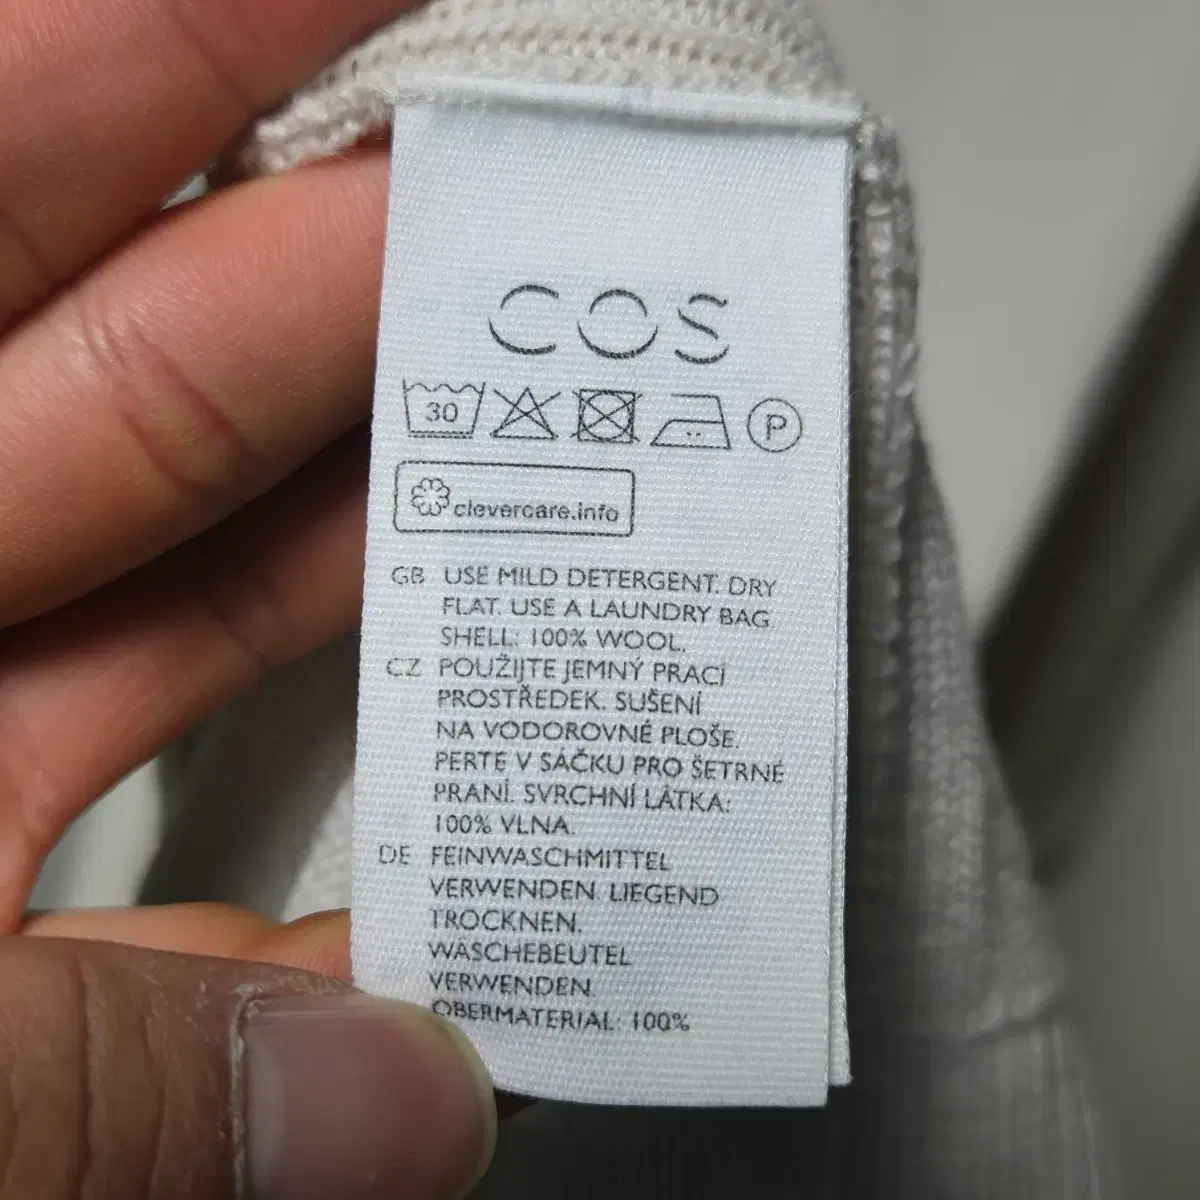 COS
30 P
clevercare.info
GB USE MILD DETERGENT. DRY
FLAT. USE A LAUNDRY BAG
SHELL: 100% WOOL.
CZ POUŽIJTE JEMNÝ PRACÍ
PROSTŘEDEK. SUŠENÍ
NA VODOROVNÉ PLOŠE.
PERTE V SÁČKU PRO ŠETRNÉ
PRANÍ. SVRCHNÍ LÁTKA:
100% VLNA.
DE FEINWASCHMITTEL
VERWENDEN. LIEGEND
TROCKNEN.
WÄSCHEBEUTEL
VERWENDEN.
OBERMATERIAL: 100%